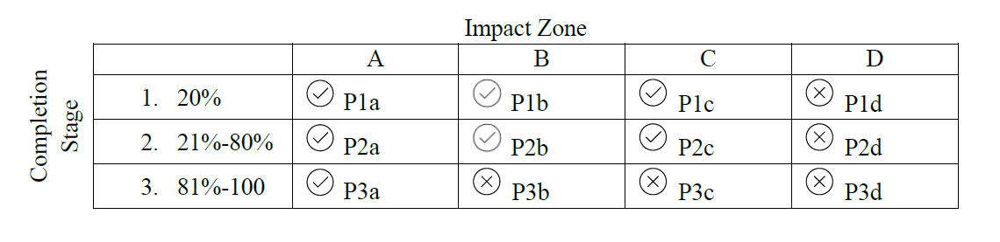 Impact Zone
Completion
Stage
A B C D
1. 20% P1a P1b P1c P1d
2. 21%-80% P2a P2b P2c P2d
3. 81%-100 P3a P3b P3c P3d